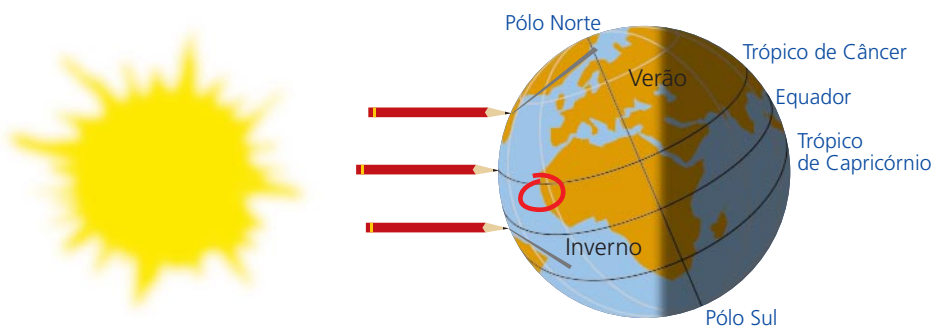 Pólo Norte
Trópico de Câncer
Verão
Equador
Trópico
de Capricórnio
Inverno
Pólo Sul